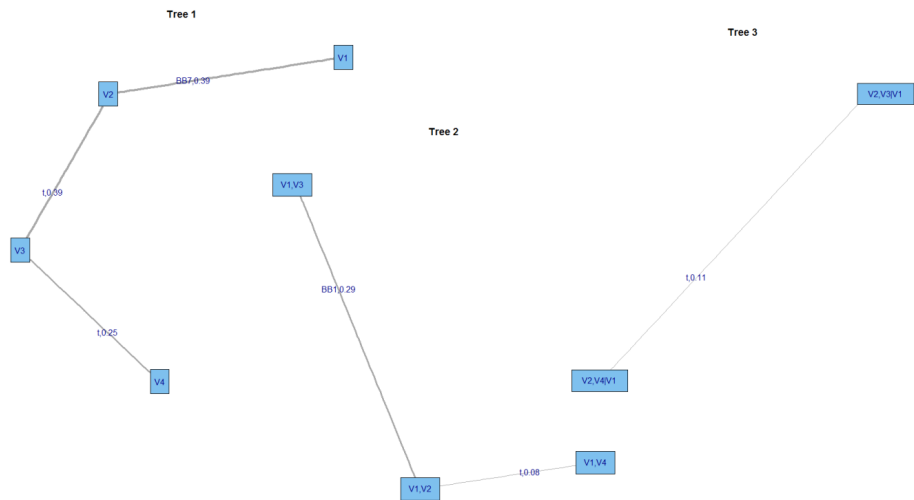 Tree 1
V1
BB7,0.39
V2
t,0.39
V3
t,0.25
V4
Tree 2
V1,V3
BB1,0.29
V1,V2
t,0.08
V1,V4
Tree 3
V2,V3|V1
t,0.11
V2,V4|V1